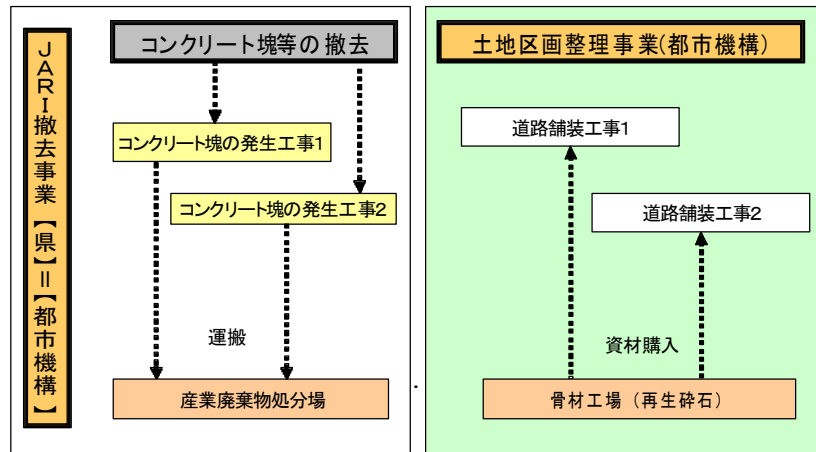 JARI撤去事業【県】=【都市機構】
コンクリート塊等の撤去
コンクリート塊の発生工事1
コンクリート塊の発生工事2
運搬
産業廃棄物処分場
土地区画整理事業(都市機構)
道路舗装工事1
道路舗装工事2
資材購入
骨材工場(再生砕石)